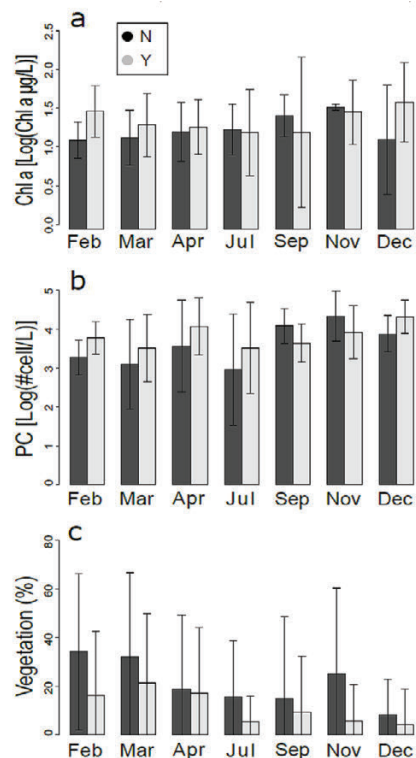 a
N
Y
Chl a [Log(Chl a µg/L)]
2.5
2.0
1.5
1.0
0.5
0.0
Feb Mar Apr Jul Sep Nov Dec
b
PC [Log(#cell/L)]
5
4
3
2
1
0
Feb Mar Apr Jul Sep Nov Dec
c
Vegetation (%)
80
60
40
20
0
Feb Mar Apr Jul Sep Nov Dec